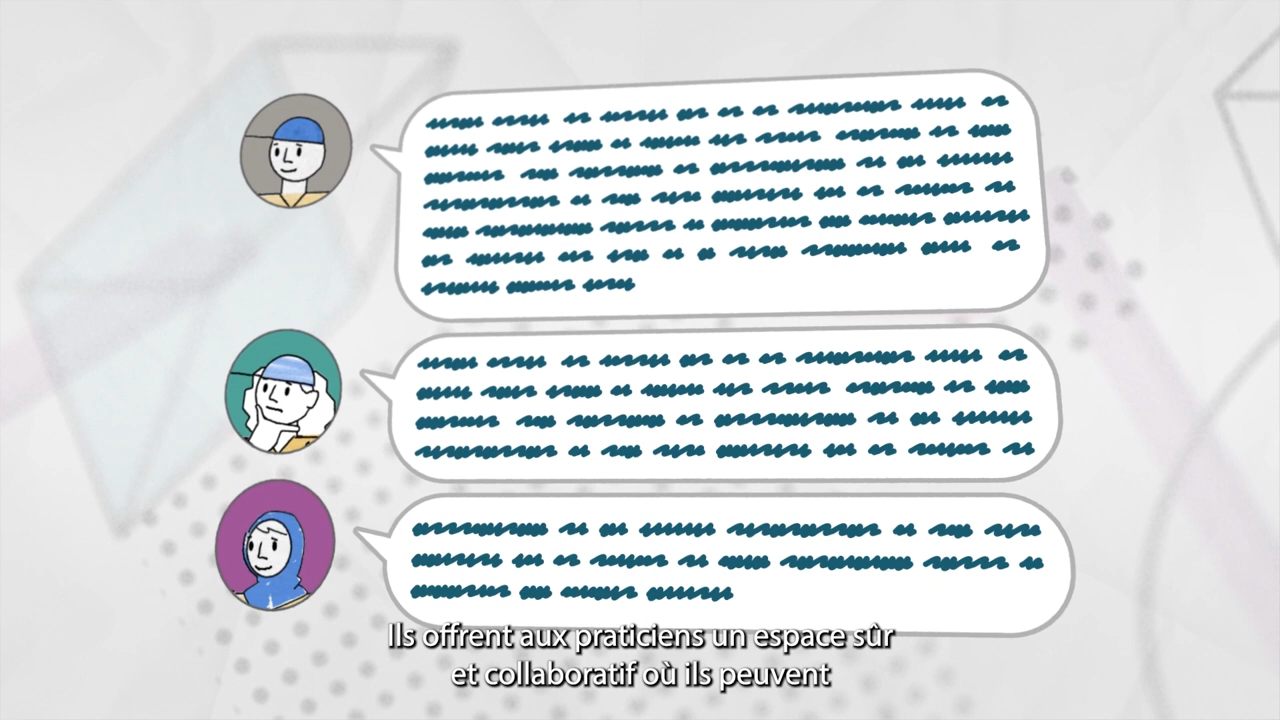 Ils offrent aux praticiens un espace sûr
et collaboratif où ils peuvent